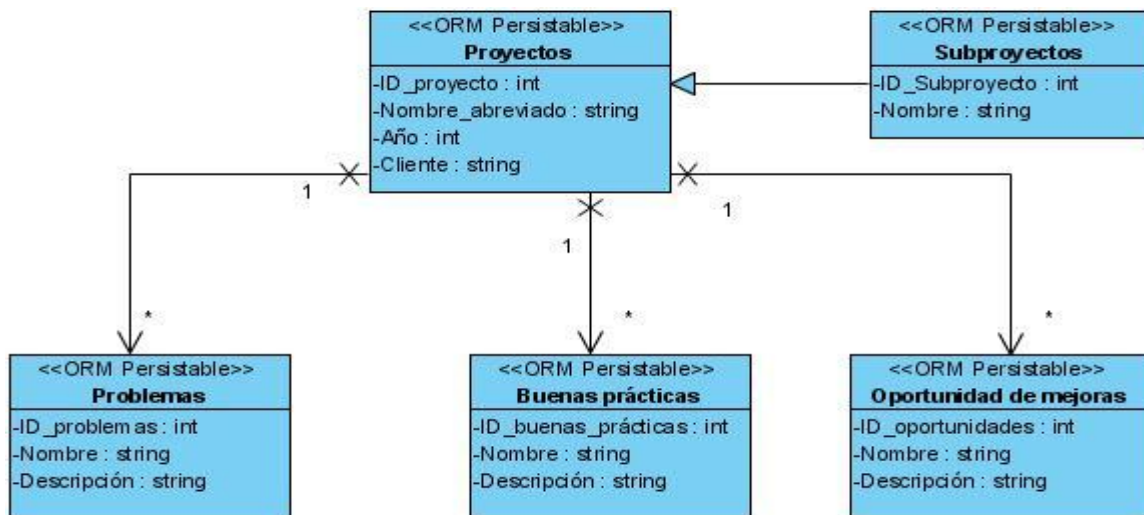 <<ORM Persistable>>
Proyectos
-ID_proyecto : int
-Nombre_abreviado : string
-Año : int
-Cliente : string
<<ORM Persistable>>
Subproyectos
-ID_Subproyecto : int
-Nombre : string
1
1
1
*
*
*
<<ORM Persistable>>
Problemas
-ID_problemas : int
-Nombre : string
-Descripción : string
<<ORM Persistable>>
Buenas prácticas
-ID_buenas_prácticas : int
-Nombre : string
-Descripción : string
<<ORM Persistable>>
Oportunidad de mejoras
-ID_oportunidades : int
-Nombre : string
-Descripción : string